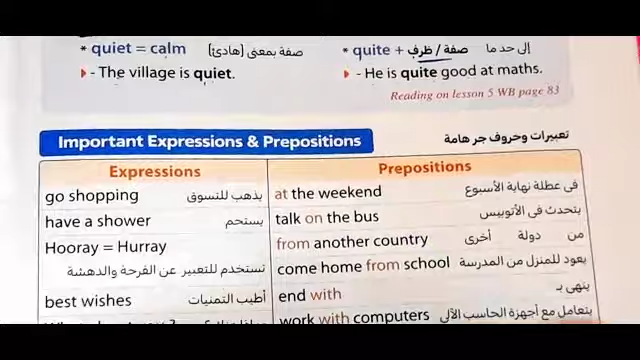 * quiet = calm صفة بمعنى [هادئ]
- The village is quiet.
* quite + صفة / ظرف إلى حد ما
- He is quite good at maths.
Reading on lesson 5 WB page 83
Important Expressions & Prepositions تعبيرات وحروف جر هامة
Expressions
go shopping يذهب للتسوق
have a shower يستحم
Hooray = Hurray
تستخدم للتعبير عن الفرحة والدهشة
best wishes أطيب التمنيات
Prepositions
at the weekend فى عطلة نهاية الأسبوع
talk on the bus يتحدث فى الأتوبيس
from another country من دولة أخرى
come home from school يعود للمنزل من المدرسة
end with ينهى بـ
work with computers يتعامل مع أجهزة الحاسب الآلى